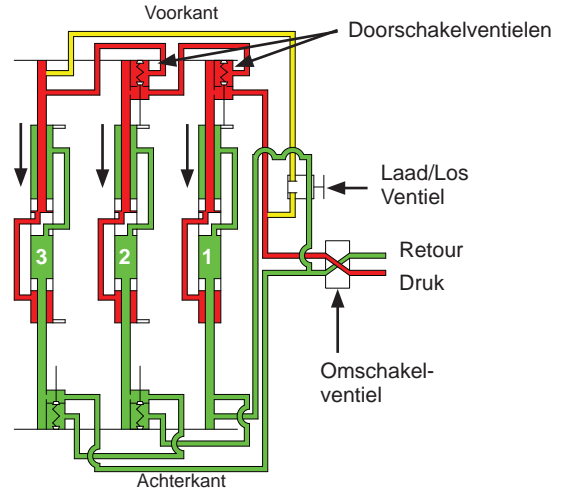 Voorkant
Doorschakelventielen
Laad/Los
Ventiel
3
2
1
Retour
Druk
Omschakel-
ventiel
Achterkant